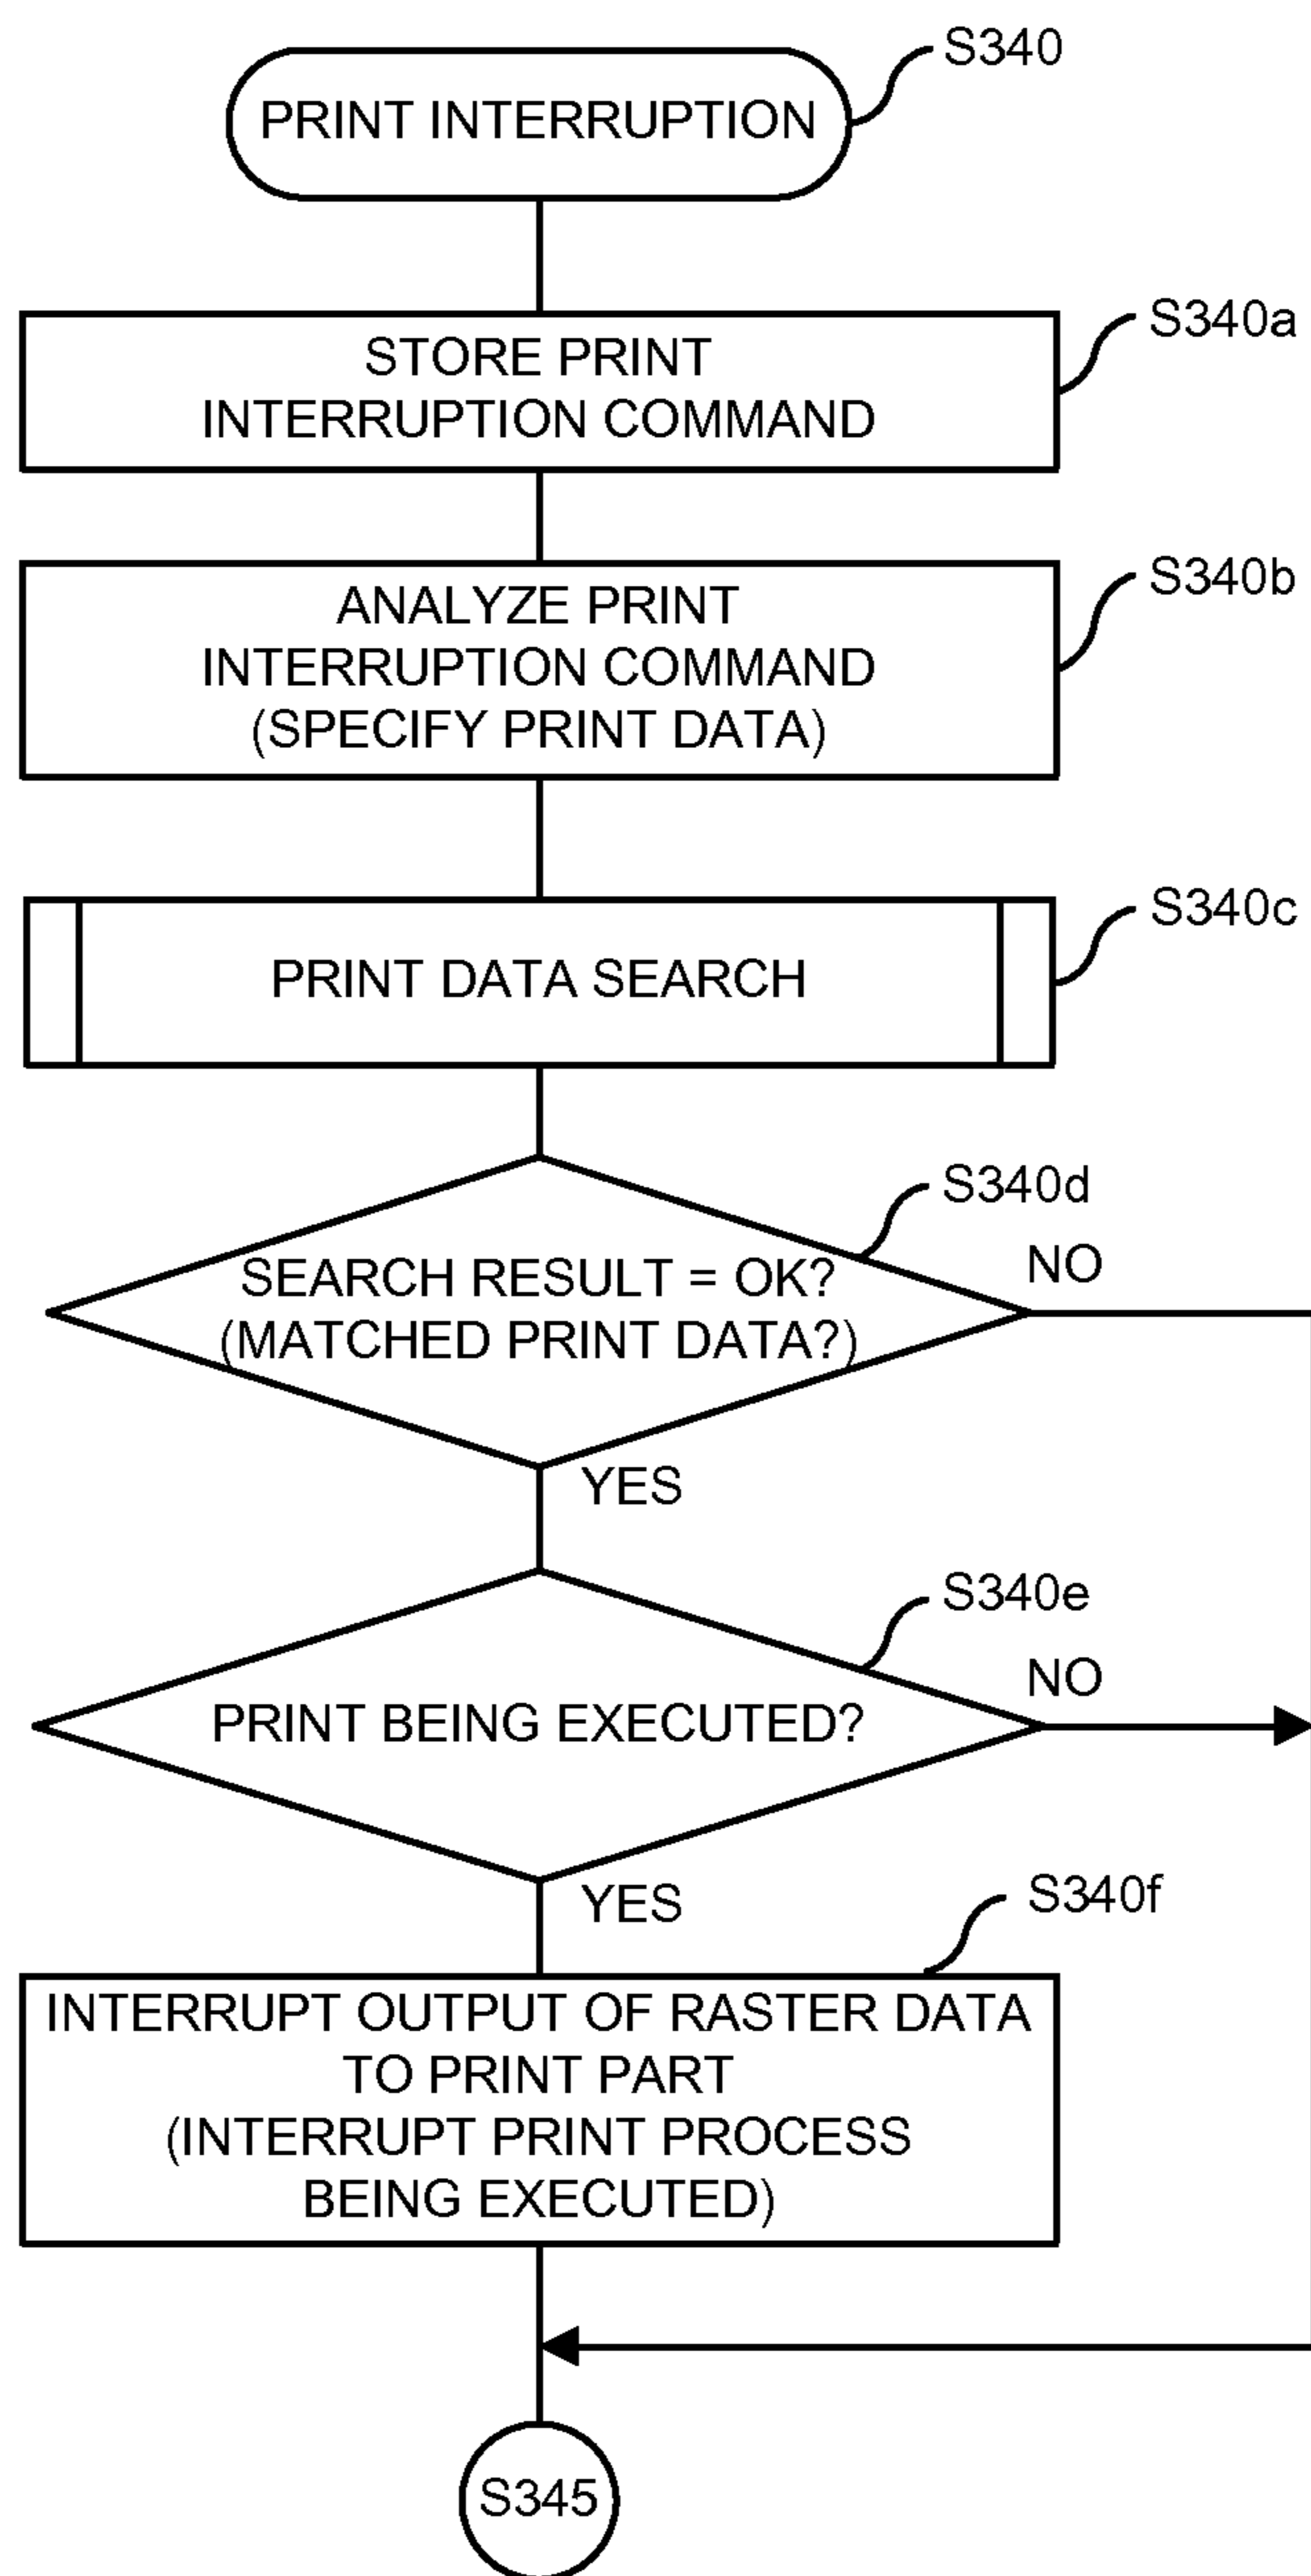 S340
PRINT INTERRUPTION
S340a
STORE PRINT
INTERRUPTION COMMAND
S340b
ANALYZE PRINT
INTERRUPTION COMMAND
(SPECIFY PRINT DATA)
S340c
PRINT DATA SEARCH
S340d
NO
SEARCH RESULT = OK?
(MATCHED PRINT DATA?)
YES
S340e
NO
PRINT BEING EXECUTED?
YES
S340f
INTERRUPT OUTPUT OF RASTER DATA
TO PRINT PART
(INTERRUPT PRINT PROCESS
BEING EXECUTED)
S345